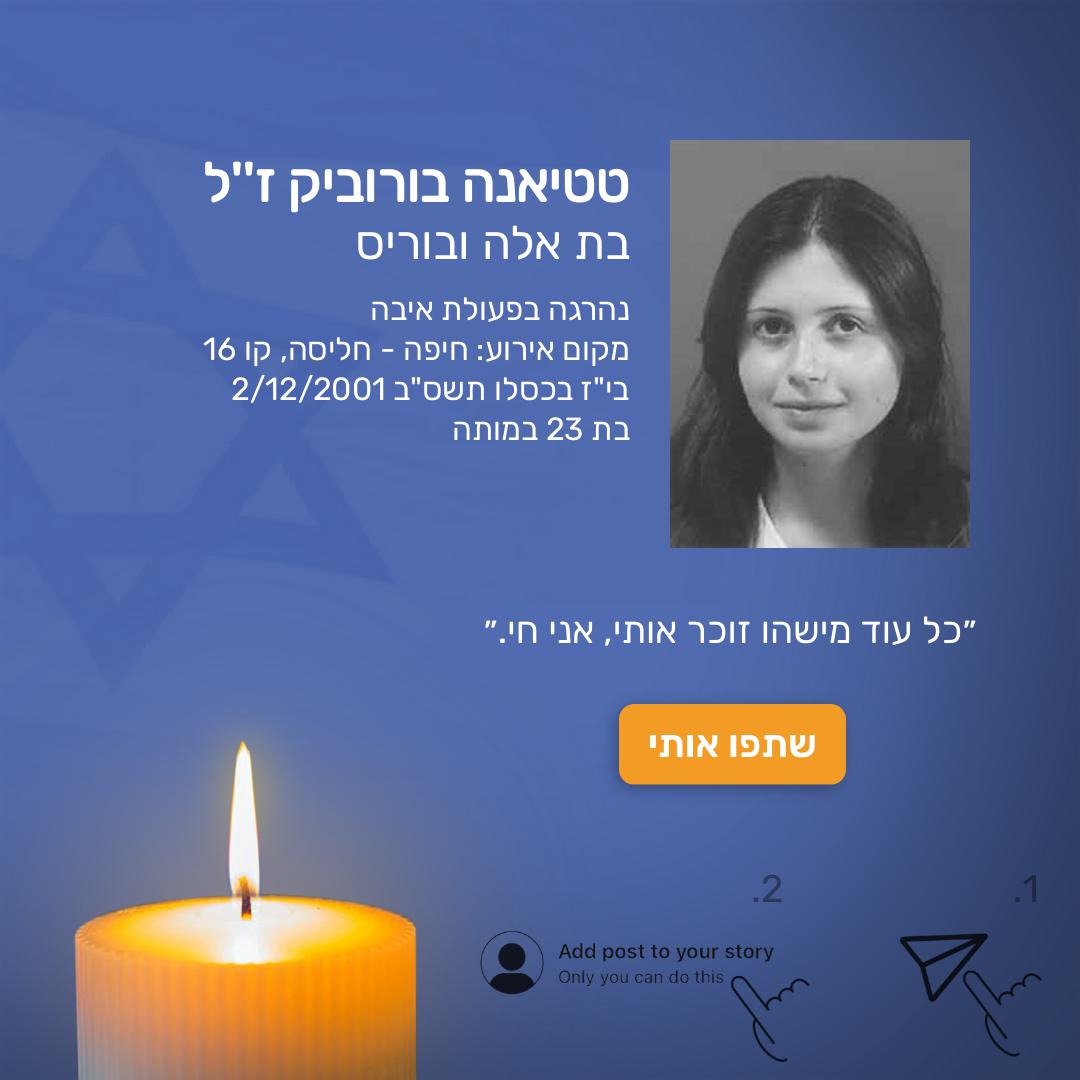 טטיאנה בורוביק ז"ל
בת אלה ובוריס
נהרגה בפעולת איבה
מקום אירוע: חיפה - חליסה, קו 16
בי"ז בכסלו תשס"ב 2/12/2001
בת 23 במותה
״כל עוד מישהו זוכר אותי, אני חי.״
שתפו אותי
.1
.2
Add post to your story
Only you can do this